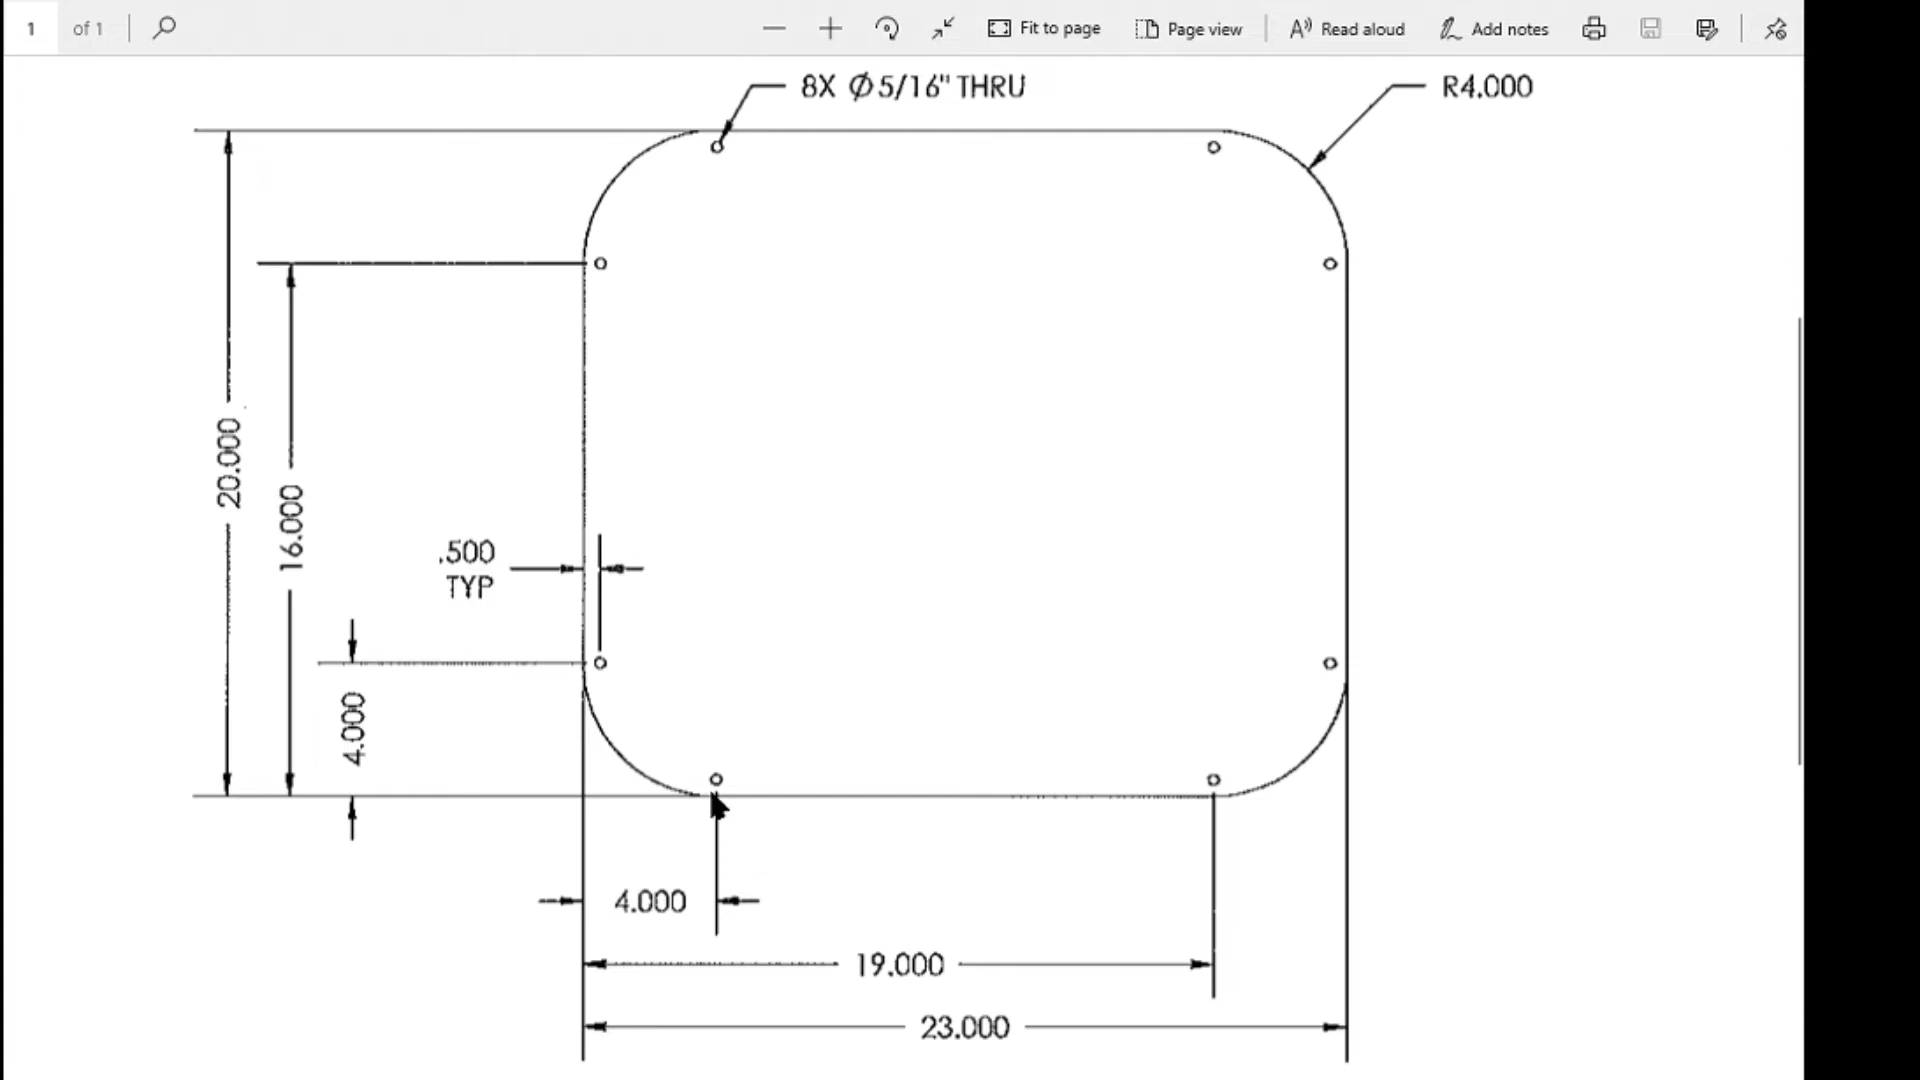 1 of 1 Fit to page Page view Read aloud Add notes
8X Ø5/16" THRU
R4.000
20.000
16.000
.500
TYP
4.000
4.000
19.000
23.000